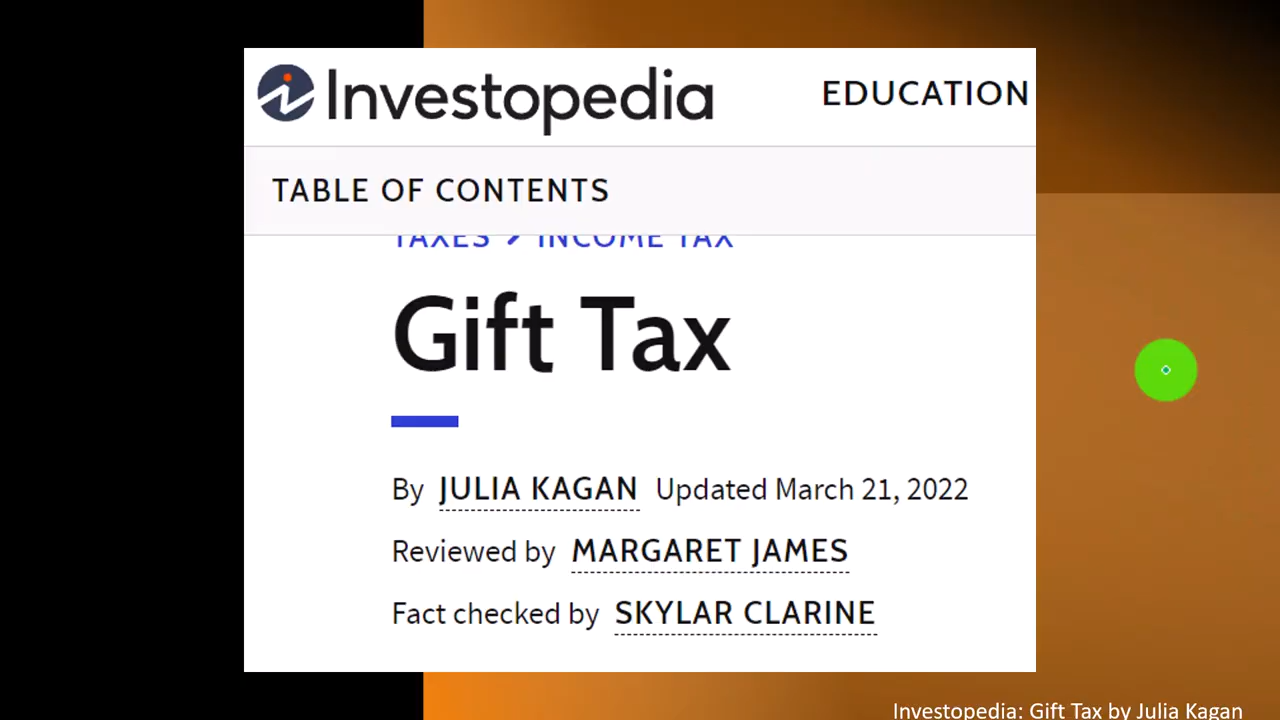 Investopedia EDUCATION
TABLE OF CONTENTS
TAXES > INCOME TAX
Gift Tax
By JULIA KAGAN Updated March 21, 2022
Reviewed by MARGARET JAMES
Fact checked by SKYLAR CLARINE
Investopedia: Gift Tax by Julia Kagan